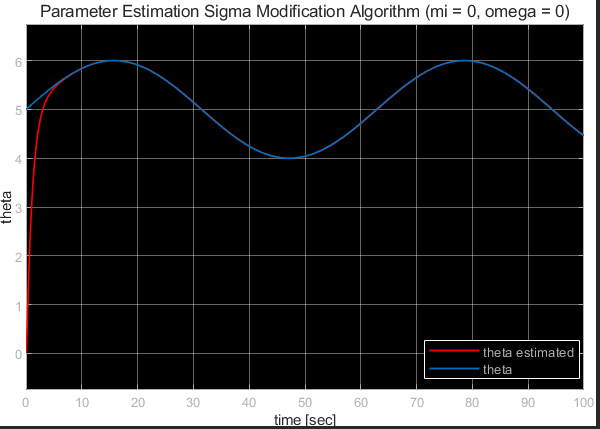 Parameter Estimation Sigma Modification Algorithm (mi = 0, omega = 0)
6
5
4
3
2
1
0
theta
0 10 20 30 40 50 60 70 80 90 100
time [sec]
theta estimated
theta